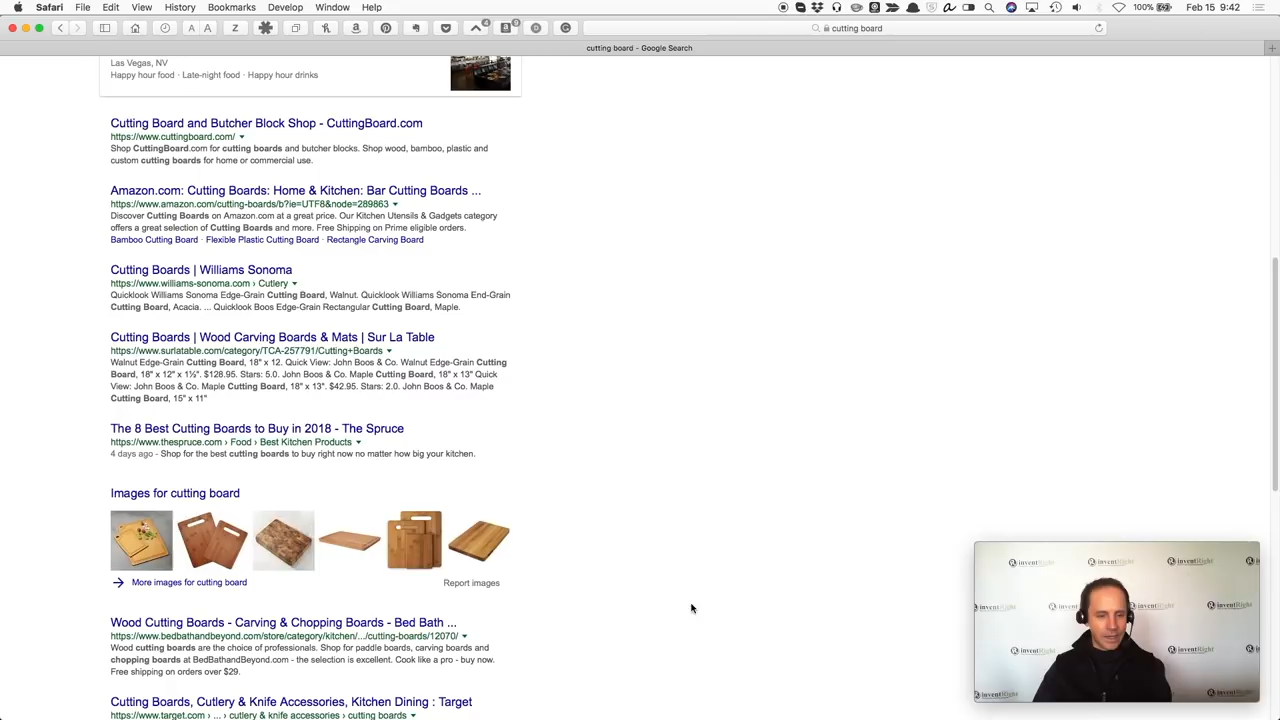 Safari File Edit View History Bookmarks Develop Window Help
100% Feb 15 9:42
cutting board
cutting board - Google Search
Las Vegas, NV
Happy hour food · Late-night food · Happy hour drinks
Cutting Board and Butcher Block Shop - CuttingBoard.com
https://www.cuttingboard.com/
Shop CuttingBoard.com for cutting boards and butcher blocks. Shop wood, bamboo, plastic and
custom cutting boards for home or commercial use.
Amazon.com: Cutting Boards: Home & Kitchen: Bar Cutting Boards ...
https://www.amazon.com/cutting-boards/b?ie=UTF8&node=289863
Discover Cutting Boards on Amazon.com at a great price. Our Kitchen Utensils & Gadgets category
offers a great selection of Cutting Boards and more. Free Shipping on Prime eligible orders.
Bamboo Cutting Board · Flexible Plastic Cutting Board · Rectangle Carving Board
Cutting Boards | Williams Sonoma
https://www.williams-sonoma.com › Cutlery
Quicklook Williams Sonoma Edge-Grain Cutting Board, Walnut. Quicklook Williams Sonoma End-Grain
Cutting Board, Acacia. ... Quicklook Boos Edge-Grain Rectangular Cutting Board, Maple.
Cutting Boards | Wood Carving Boards & Mats | Sur La Table
https://www.surlatable.com/category/TCA-257791/Cutting+Boards
Walnut Edge-Grain Cutting Board, 18" x 12. Quick View: John Boos & Co. Walnut Edge-Grain Cutting
Board, 18" x 12" x 1½". $128.95. Stars: 5.0. John Boos & Co. Maple Cutting Board, 18" x 13" Quick
View: John Boos & Co. Maple Cutting Board, 18" x 13". $42.95. Stars: 2.0. John Boos & Co. Maple
Cutting Board, 15" x 11"
The 8 Best Cutting Boards to Buy in 2018 - The Spruce
https://www.thespruce.com › Food › Best Kitchen Products
4 days ago - Shop for the best cutting boards to buy right now no matter how big your kitchen.
Images for cutting board
More images for cutting board
Report images
Wood Cutting Boards - Carving & Chopping Boards - Bed Bath ...
https://www.bedbathandbeyond.com/store/category/kitchen/.../cutting-boards/12070/
Wood cutting boards are the choice of professionals. Shop for paddle boards, carving boards and
chopping boards at BedBathandBeyond.com - the selection is excellent. Cook like a pro - buy now.
Free shipping on orders over $29.
Cutting Boards, Cutlery & Knife Accessories, Kitchen Dining : Target
https://www.target.com › ... › cutlery & knife accessories › cutting boards
inventRight